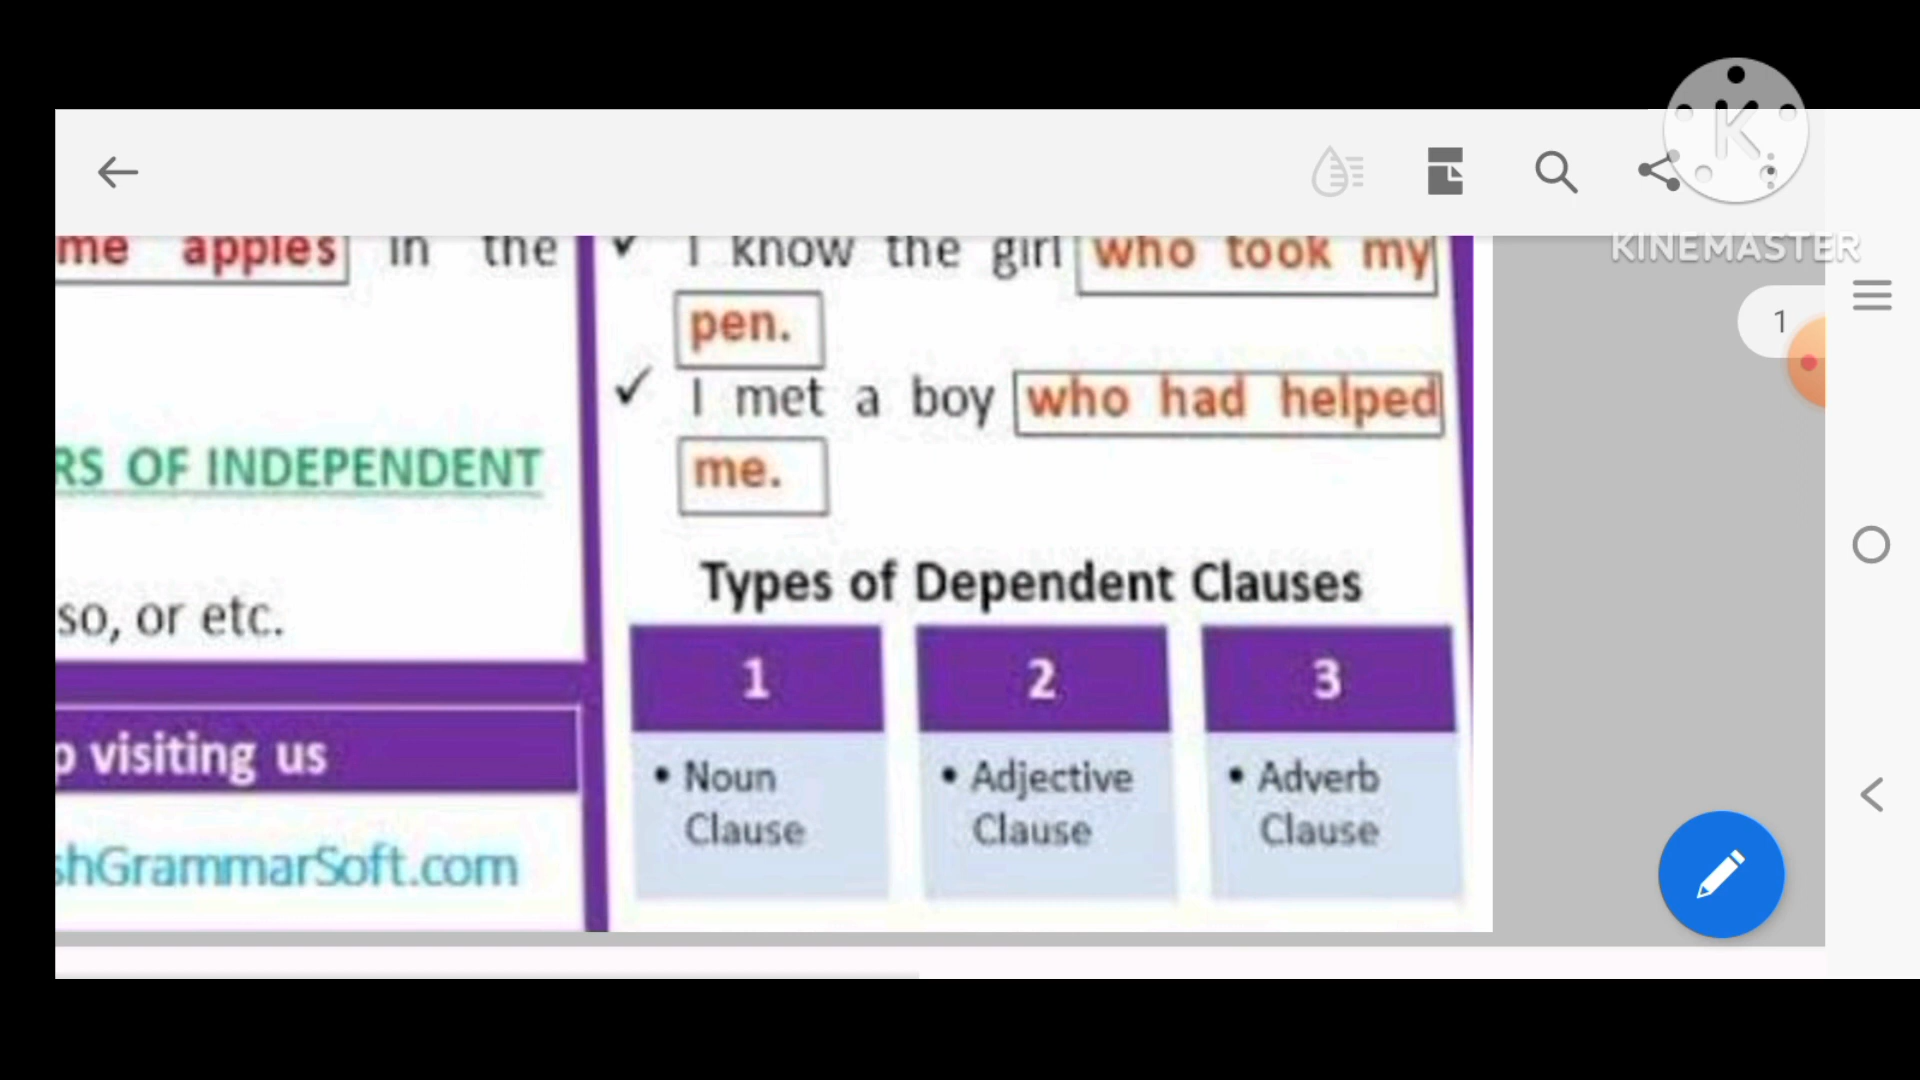 K
KINEMASTER
1
me apples in the
RS OF INDEPENDENT
so, or etc.
p visiting us
shGrammarSoft.com
✓ I know the girl who took my
pen.
✓ I met a boy who had helped
me.
Types of Dependent Clauses
1 2 3
• Noun • Adjective • Adverb
Clause Clause Clause